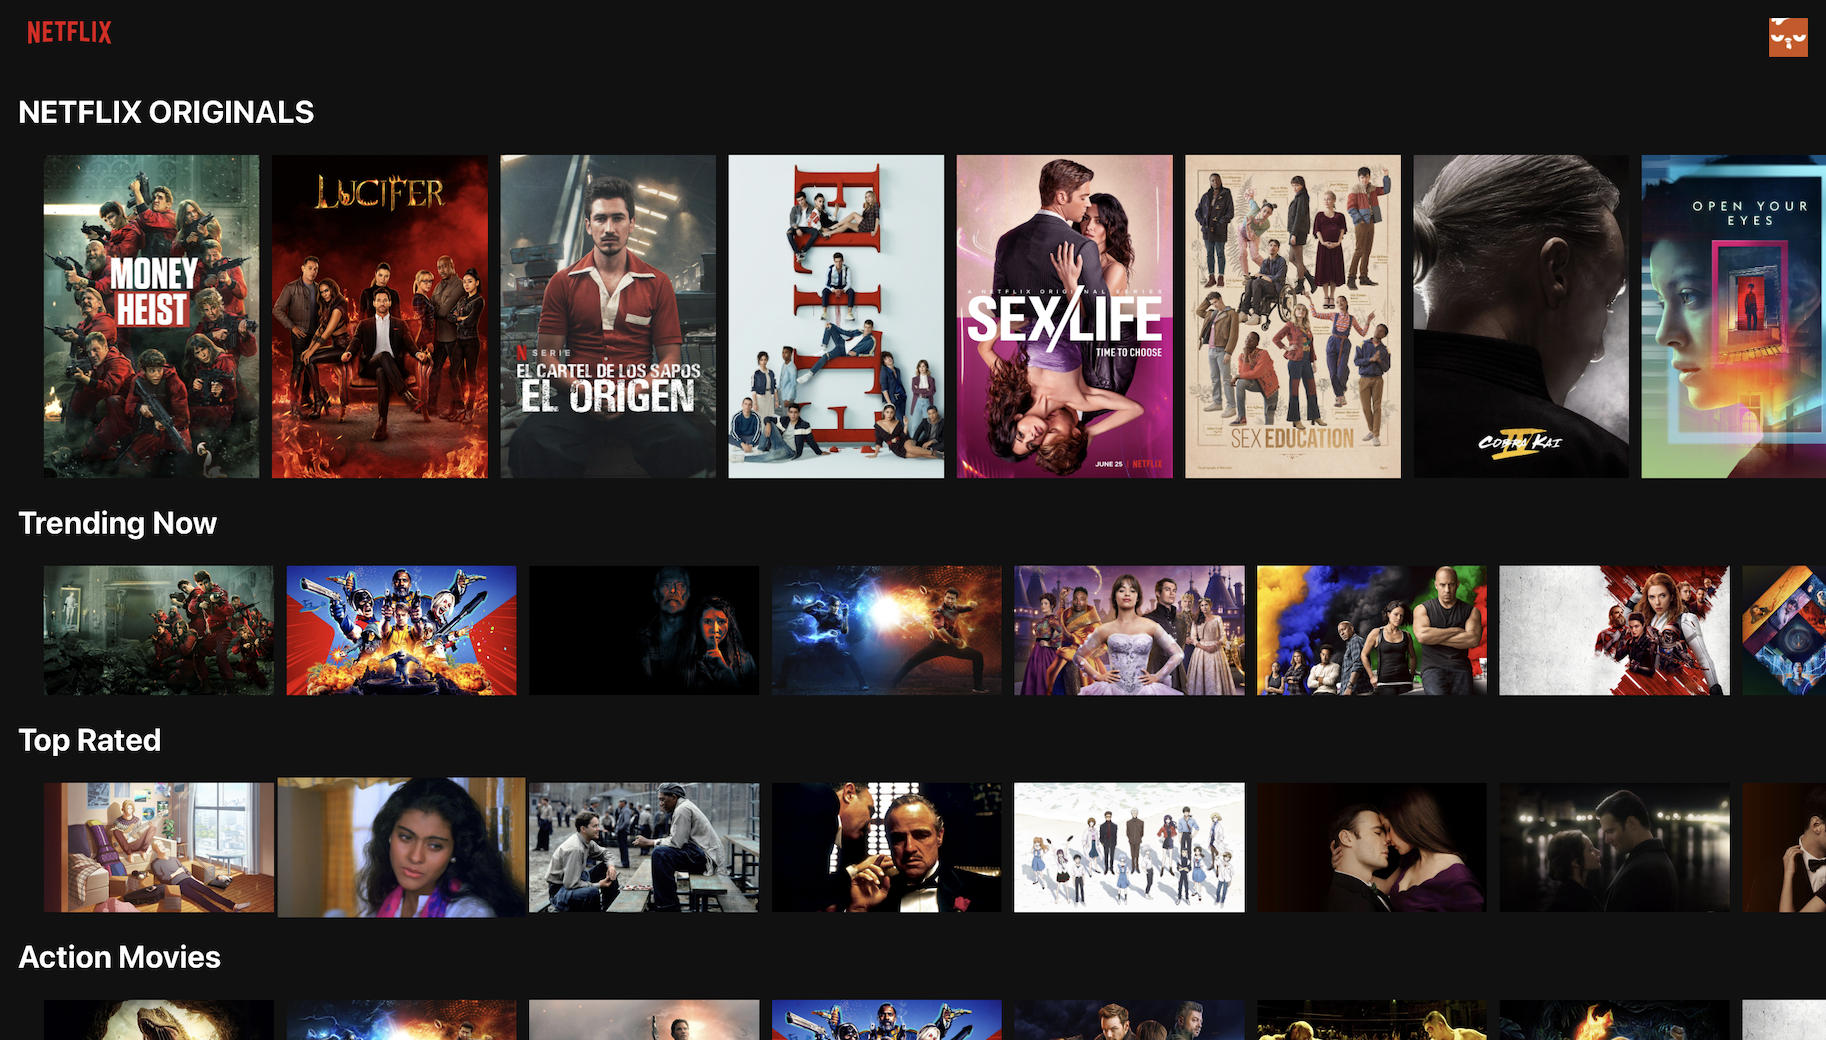 NETFLIX
NETFLIX ORIGINALS
MONEY
HEIST
LUCIFER
N SERIE
EL CARTEL DE LOS SAPOS
EL ORIGEN
ELITE
A NETFLIX ORIGINAL SERIES
SEX/LIFE
TIME TO CHOOSE
JUNE 25 | NETFLIX
SEX EDUCATION
COBRA KAI
IV
OPEN YOUR
EYES
Trending Now
Top Rated
Action Movies